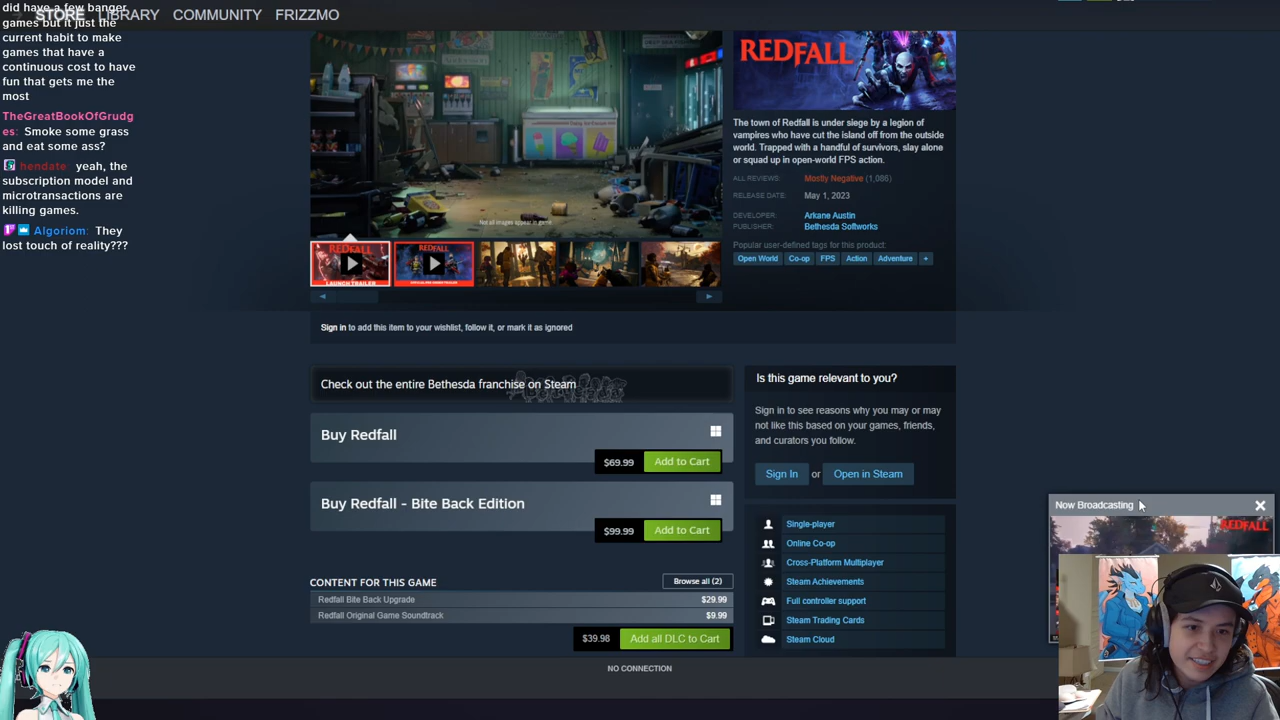 STORE LIBRARY COMMUNITY FRIZZMO
did have a few banger
games but it just the
current habit to make
games that have a
continuous cost to have
fun that gets me the
most
TheGreatBookOfGrudg
es: Smoke some grass
and eat some ass?
hendate yeah, the
subscription model and
microtransactions are
killing games.
Algoriom: They
lost touch of reality???
Not all images appear in game.
REDFALL
LAUNCH TRAILER
REDFALL
REDFALL
The town of Redfall is under siege by a legion of
vampires who have cut the island off from the outside
world. Trapped with a handful of survivors, slay alone
or squad up in open-world FPS action.
ALL REVIEWS: Mostly Negative (1,086)
RELEASE DATE: May 1, 2023
DEVELOPER: Arkane Austin
PUBLISHER: Bethesda Softworks
Popular user-defined tags for this product:
Open World Co-op FPS Action Adventure +
Sign in to add this item to your wishlist, follow it, or mark it as ignored
Check out the entire Bethesda franchise on Steam
Buy Redfall
$69.99 Add to Cart
Buy Redfall - Bite Back Edition
$99.99 Add to Cart
CONTENT FOR THIS GAME Browse all (2)
Redfall Bite Back Upgrade $29.99
Redfall Original Game Soundtrack $9.99
$39.98 Add all DLC to Cart
Is this game relevant to you?
Sign in to see reasons why you may or may
not like this based on your games, friends,
and curators you follow.
Sign In or Open in Steam
Single-player
Online Co-op
Cross-Platform Multiplayer
Steam Achievements
Full controller support
Steam Trading Cards
Steam Cloud
Now Broadcasting
REDFALL
NO CONNECTION